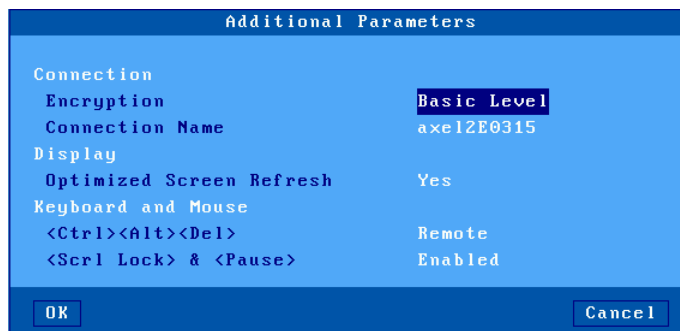 Additional Parameters
Connection
Encryption Basic Level
Connection Name axel2E0315
Display
Optimized Screen Refresh Yes
Keyboard and Mouse
<Ctrl><Alt><Del> Remote
<Scrl Lock> & <Pause> Enabled
OK Cancel